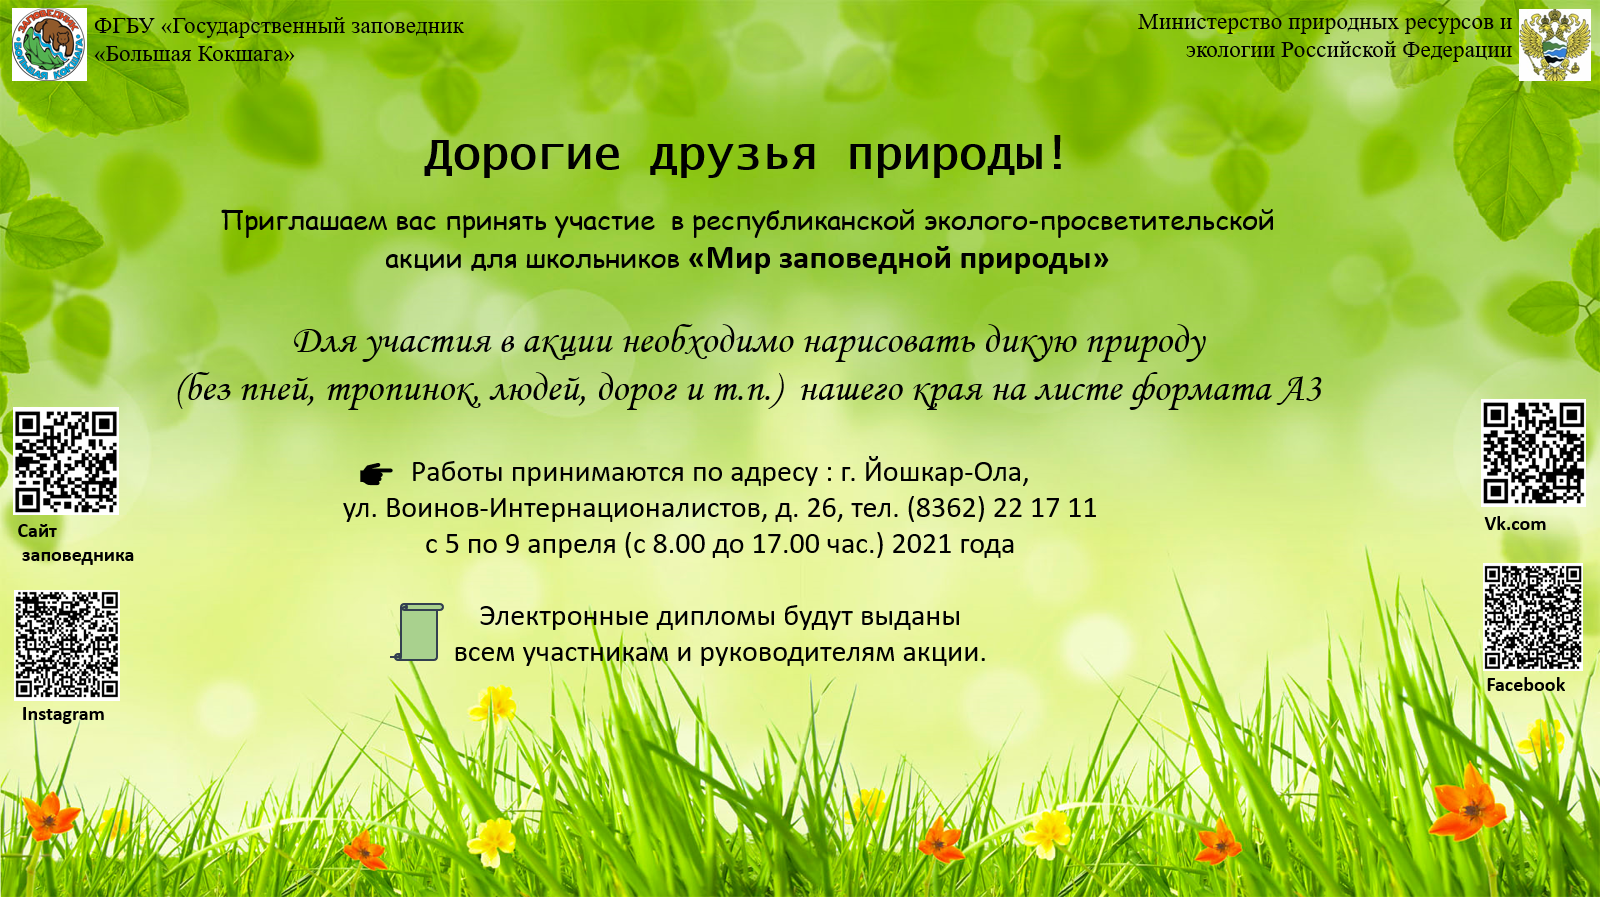 ФГБУ «Государственный заповедник
«Большая Кокшага»
Министерство природных ресурсов и
экологии Российской Федерации
ЗАПОВЕДНИК
БОЛЬШАЯ КОКШАГА
Дорогие друзья природы!
Приглашаем вас принять участие в республиканской эколого-просветительской
акции для школьников «Мир заповедной природы»
Для участия в акции необходимо нарисовать дикую природу
(без пней, тропинок, людей, дорог и т.п.) нашего края на листе формата А3
Работы принимаются по адресу : г. Йошкар-Ола,
ул. Воинов-Интернационалистов, д. 26, тел. (8362) 22 17 11
с 5 по 9 апреля (с 8.00 до 17.00 час.) 2021 года
Электронные дипломы будут выданы
всем участникам и руководителям акции.
Сайт
заповедника
Instagram
Vk.com
Facebook